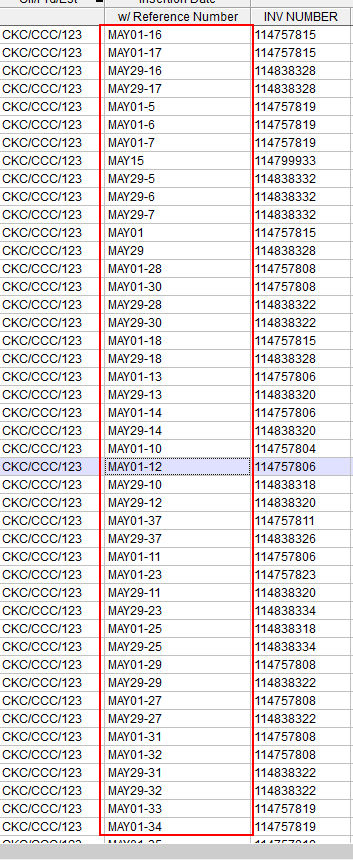 Insertion Date
w/ Reference Number INV NUMBER
CKC/CCC/123 MAY01-16 114757815
CKC/CCC/123 MAY01-17 114757815
CKC/CCC/123 MAY29-16 114838328
CKC/CCC/123 MAY29-17 114838328
CKC/CCC/123 MAY01-5 114757819
CKC/CCC/123 MAY01-6 114757819
CKC/CCC/123 MAY01-7 114757819
CKC/CCC/123 MAY15 114799933
CKC/CCC/123 MAY29-5 114838332
CKC/CCC/123 MAY29-6 114838332
CKC/CCC/123 MAY29-7 114838332
CKC/CCC/123 MAY01 114757815
CKC/CCC/123 MAY29 114838328
CKC/CCC/123 MAY01-28 114757808
CKC/CCC/123 MAY01-30 114757808
CKC/CCC/123 MAY29-28 114838322
CKC/CCC/123 MAY29-30 114838322
CKC/CCC/123 MAY01-18 114757815
CKC/CCC/123 MAY29-18 114838328
CKC/CCC/123 MAY01-13 114757806
CKC/CCC/123 MAY29-13 114838320
CKC/CCC/123 MAY01-14 114757806
CKC/CCC/123 MAY29-14 114838320
CKC/CCC/123 MAY01-10 114757804
CKC/CCC/123 MAY01-12 114757806
CKC/CCC/123 MAY29-10 114838318
CKC/CCC/123 MAY29-12 114838320
CKC/CCC/123 MAY01-37 114757811
CKC/CCC/123 MAY29-37 114838326
CKC/CCC/123 MAY01-11 114757806
CKC/CCC/123 MAY01-23 114757823
CKC/CCC/123 MAY29-11 114838320
CKC/CCC/123 MAY29-23 114838334
CKC/CCC/123 MAY01-25 114838318
CKC/CCC/123 MAY29-25 114838334
CKC/CCC/123 MAY01-29 114757808
CKC/CCC/123 MAY29-29 114838322
CKC/CCC/123 MAY01-27 114757808
CKC/CCC/123 MAY29-27 114838322
CKC/CCC/123 MAY01-31 114757808
CKC/CCC/123 MAY01-32 114757808
CKC/CCC/123 MAY29-31 114838322
CKC/CCC/123 MAY29-32 114838322
CKC/CCC/123 MAY01-33 114757819
CKC/CCC/123 MAY01-34 114757819